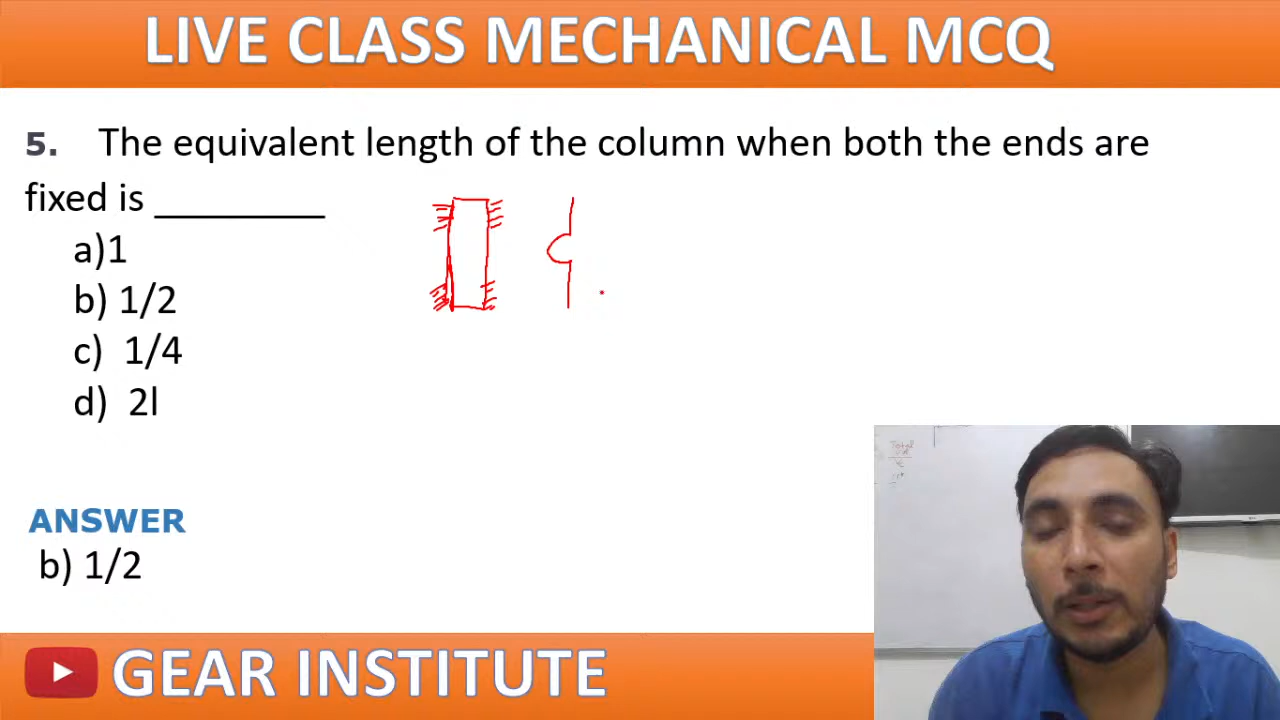 LIVE CLASS MECHANICAL MCQ
5. The equivalent length of the column when both the ends are
fixed is _________
a)1
b) 1/2
c) 1/4
d) 2l
ANSWER
b) 1/2
GEAR INSTITUTE
Total